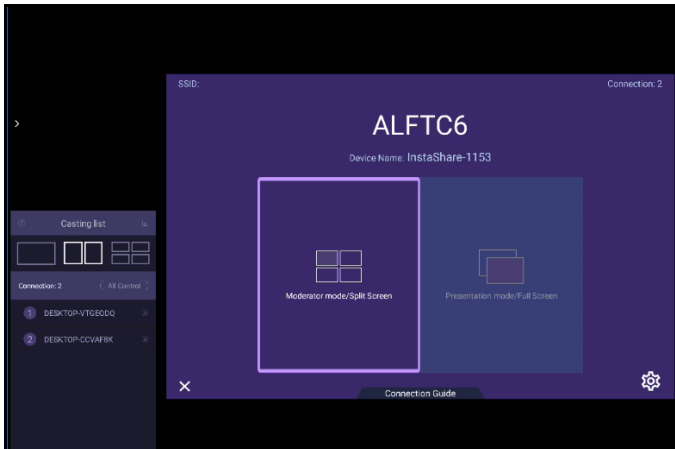 SSID:
Connection: 2
ALFTC6
Device Name: InstaShare-1153
Moderator mode/Split Screen
Presentation mode/Full Screen
Connection Guide
Casting list
Connection: 2
All Control
1 DESKTOP-VTGEODQ
2 DESKTOP-CCVAF8K